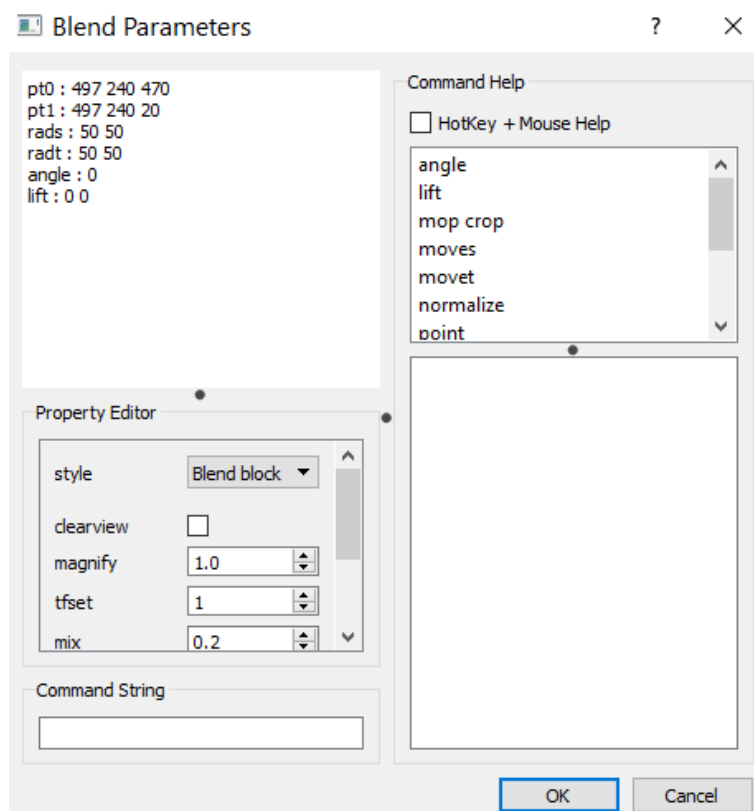 Blend Parameters
?
pt0 : 497 240 470
pt1 : 497 240 20
rads : 50 50
radt : 50 50
angle : 0
lift : 0 0
Property Editor
style Blend block
clearview
magnify 1.0
tfset 1
mix 0.2
Command String
Command Help
HotKey + Mouse Help
angle
lift
mop crop
moves
movet
normalize
point
OK Cancel